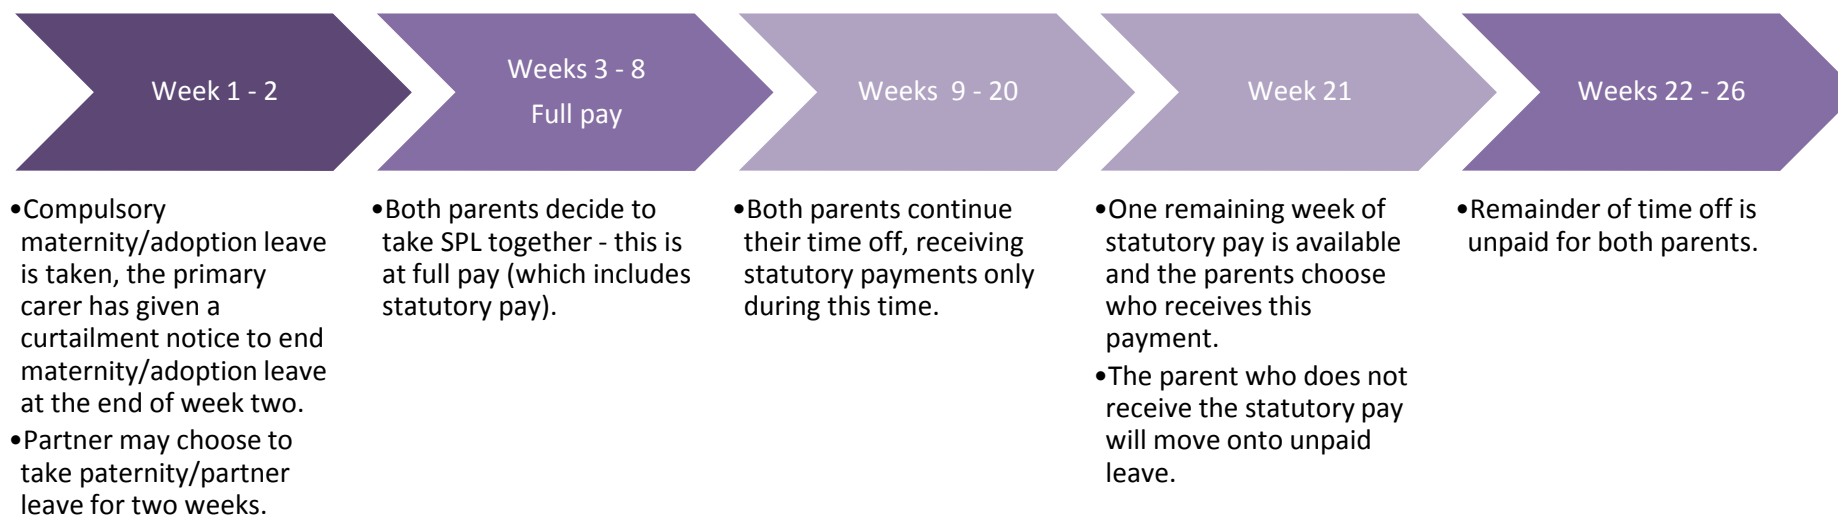 Week 1 - 2
•Compulsory
maternity/adoption leave
is taken, the primary
carer has given a
curtailment notice to end
maternity/adoption leave
at the end of week two.
•Partner may choose to
take paternity/partner
leave for two weeks.
Weeks 3 - 8
Full pay
•Both parents decide to
take SPL together - this is
at full pay (which includes
statutory pay).
Weeks  9 - 20
•Both parents continue
their time off, receiving
statutory payments only
during this time.
Week 21
•One remaining week of
statutory pay is available
and the parents choose
who receives this
payment.
•The parent who does not
receive the statutory pay
will move onto unpaid
leave.
Weeks 22 - 26
•Remainder of time off is
unpaid for both parents.